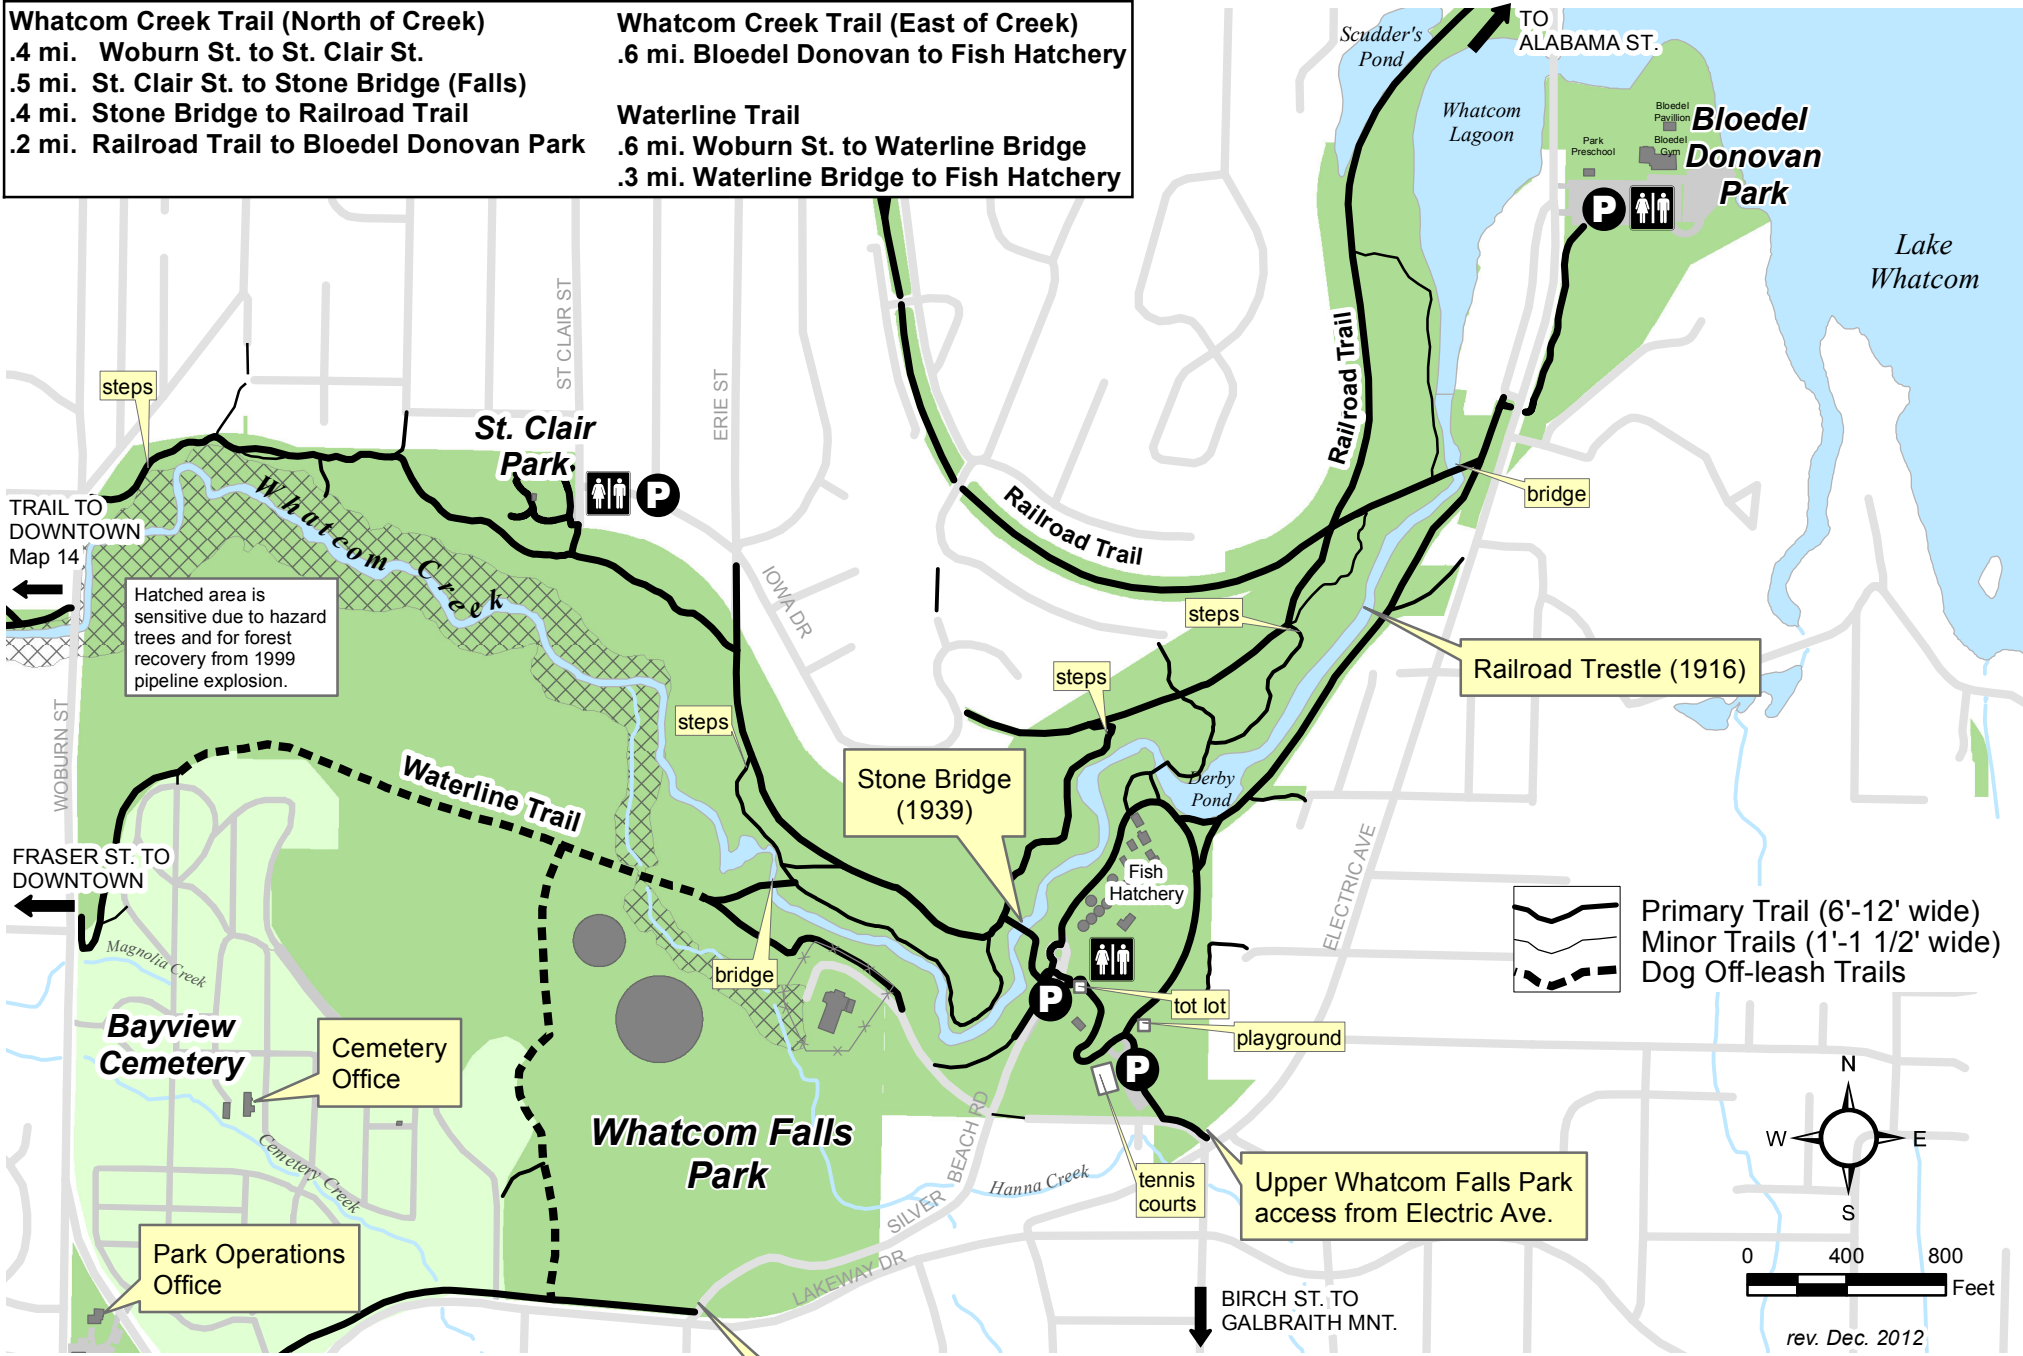 Whatcom Creek Trail (North of Creek)
.4 mi. Woburn St. to St. Clair St.
.5 mi. St. Clair St. to Stone Bridge (Falls)
.4 mi. Stone Bridge to Railroad Trail
.2 mi. Railroad Trail to Bloedel Donovan Park
Whatcom Creek Trail (East of Creek)
.6 mi. Bloedel Donovan to Fish Hatchery
Waterline Trail
.6 mi. Woburn St. to Waterline Bridge
.3 mi. Waterline Bridge to Fish Hatchery
Scudder's
Pond
TO
ALABAMA ST.
Whatcom
Lagoon
Bloedel
Pavillion
Park
Preschool
Bloedel
Gym
Bloedel
Donovan
Park
P
Lake
Whatcom
ST CLAIR ST
ERIE ST
Railroad Trail
steps
St. Clair
Park
P
bridge
Whatcom Creek
TRAIL TO
DOWNTOWN
Map 14
Railroad Trail
IOWA DR
Hatched area is
sensitive due to hazard
trees and for forest
recovery from 1999
pipeline explosion.
steps
Railroad Trestle (1916)
steps
steps
WOBURN ST
Waterline Trail
Stone Bridge
(1939)
Derby
Pond
FRASER ST. TO
DOWNTOWN
Fish
Hatchery
ELECTRIC AVE
Primary Trail (6'-12' wide)
Minor Trails (1'-1 1/2' wide)
Dog Off-leash Trails
Magnolia Creek
bridge
P
tot lot
playground
Bayview
Cemetery
Cemetery
Office
P
N
W
E
S
Whatcom Falls
Park
Cemetery Creek
SILVER BEACH RD
Hanna Creek
tennis
courts
Upper Whatcom Falls Park
access from Electric Ave.
Park Operations
Office
LAKEWAY DR
BIRCH ST. TO
GALBRAITH MNT.
0 400 800
Feet
rev. Dec. 2012